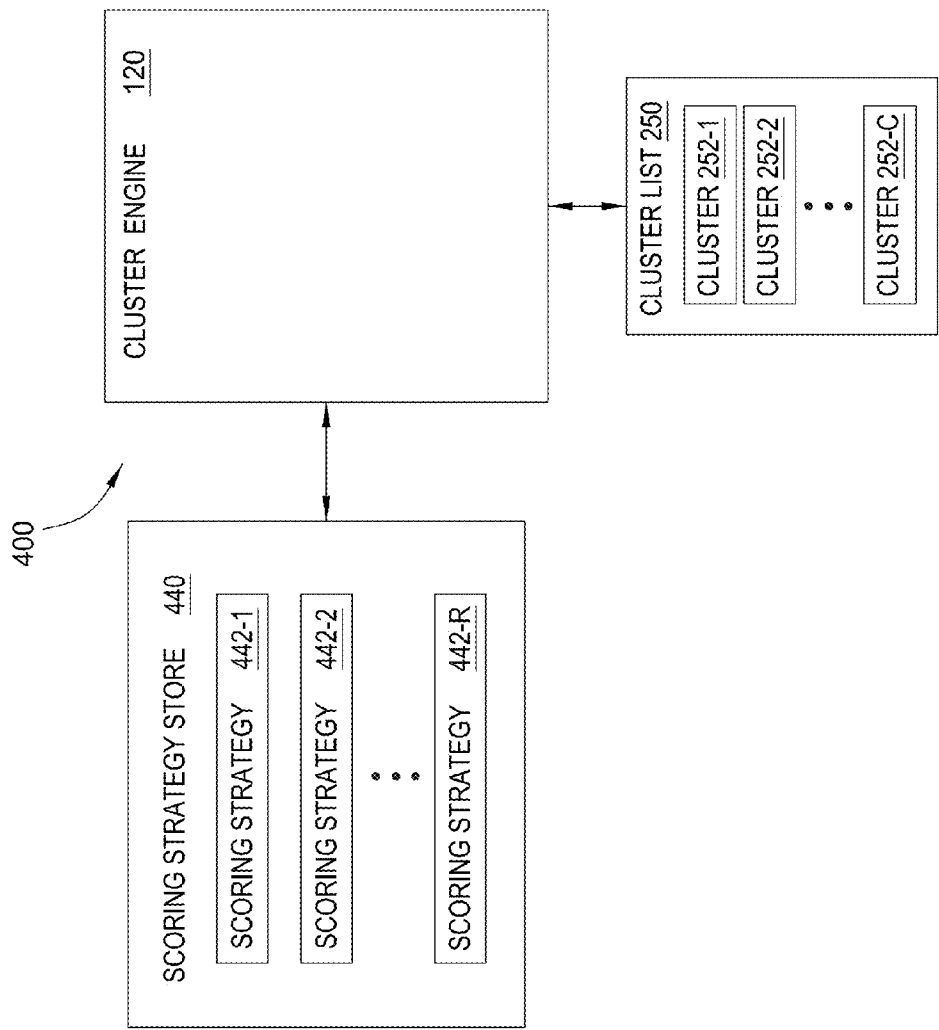 400
SCORING STRATEGY STORE 440
SCORING STRATEGY 442-1
SCORING STRATEGY 442-2
SCORING STRATEGY 442-R
CLUSTER ENGINE 120
CLUSTER LIST 250
CLUSTER 252-1
CLUSTER 252-2
CLUSTER 252-C